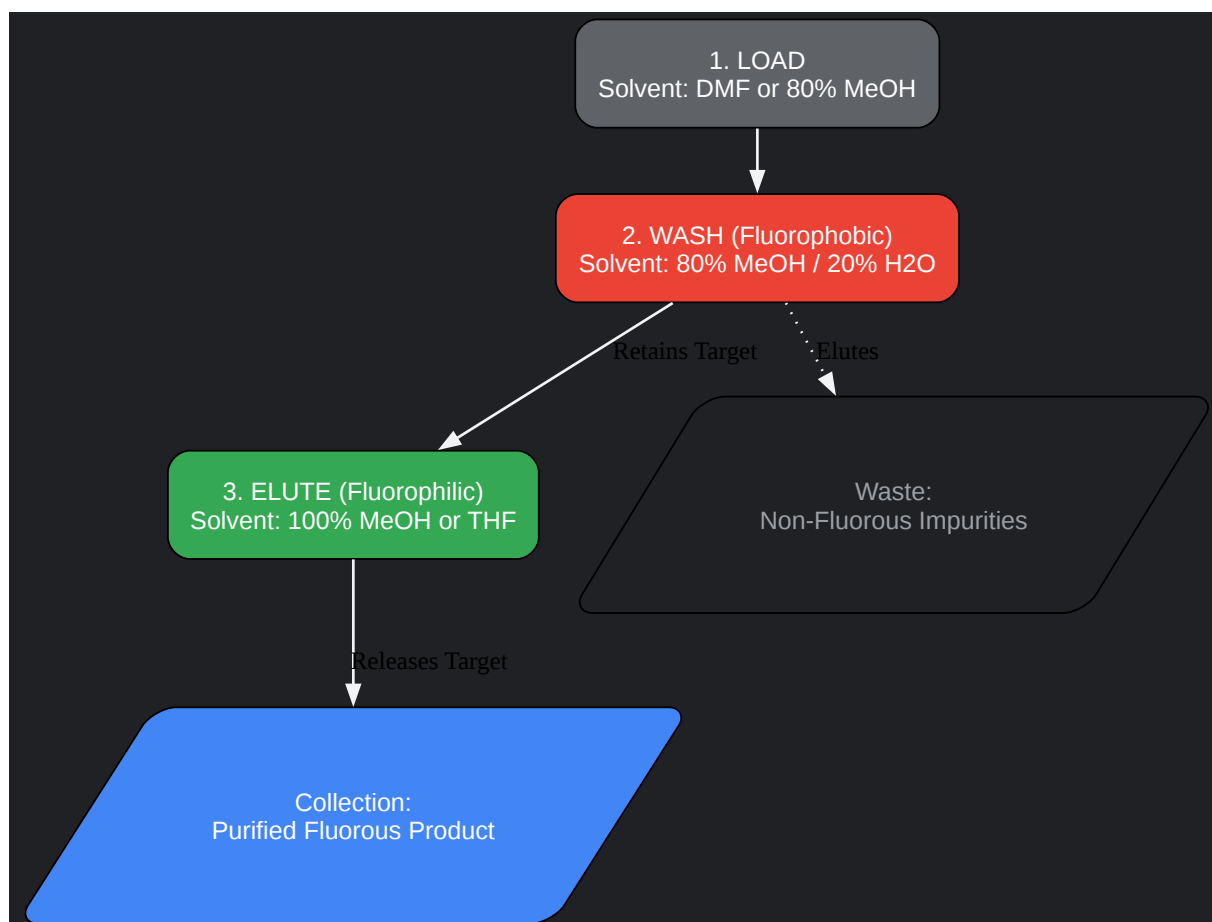 1. LOAD
Solvent: DMF or 80% MeOH
2. WASH (Fluorophobic)
Solvent: 80% MeOH / 20% H2O
Retains Target
Elutes
3. ELUTE (Fluorophilic)
Solvent: 100% MeOH or THF
Waste:
Non-Fluorous Impurities
Releases Target
Collection:
Purified Fluorous Product